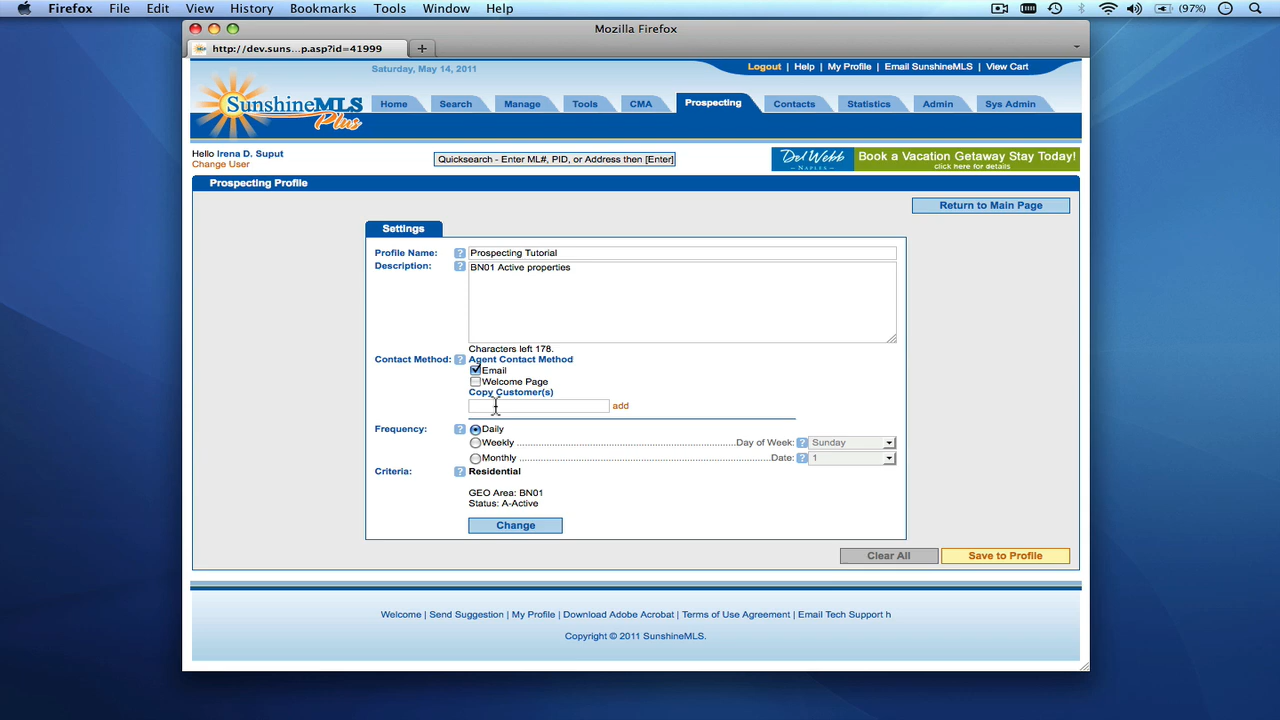 Firefox File Edit View History Bookmarks Tools Window Help (97%)
Mozilla Firefox
http://dev.suns...p.asp?id=41999
Saturday, May 14, 2011
Logout | Help | My Profile | Email SunshineMLS | View Cart
SunshineMLS Plus
Home Search Manage Tools CMA Prospecting Contacts Statistics Admin Sys Admin
Hello Irena D. Suput
Change User
Quicksearch - Enter ML#, PID, or Address then [Enter]
Del Webb NAPLES
Book a Vacation Getaway Stay Today!
click here for details
Prospecting Profile
Return to Main Page
Settings
Profile Name: ? Prospecting Tutorial
Description: ? BN01 Active properties
Characters left 178.
Contact Method: ? Agent Contact Method
Email
Welcome Page
Copy Customer(s)
add
Frequency: ? Daily
Weekly ........ Day of Week: ? Sunday
Monthly ........ Date: ? 1
Criteria: ? Residential
GEO Area: BN01
Status: A-Active
Change
Clear All Save to Profile
Welcome | Send Suggestion | My Profile | Download Adobe Acrobat | Terms of Use Agreement | Email Tech Support h
Copyright © 2011 SunshineMLS.